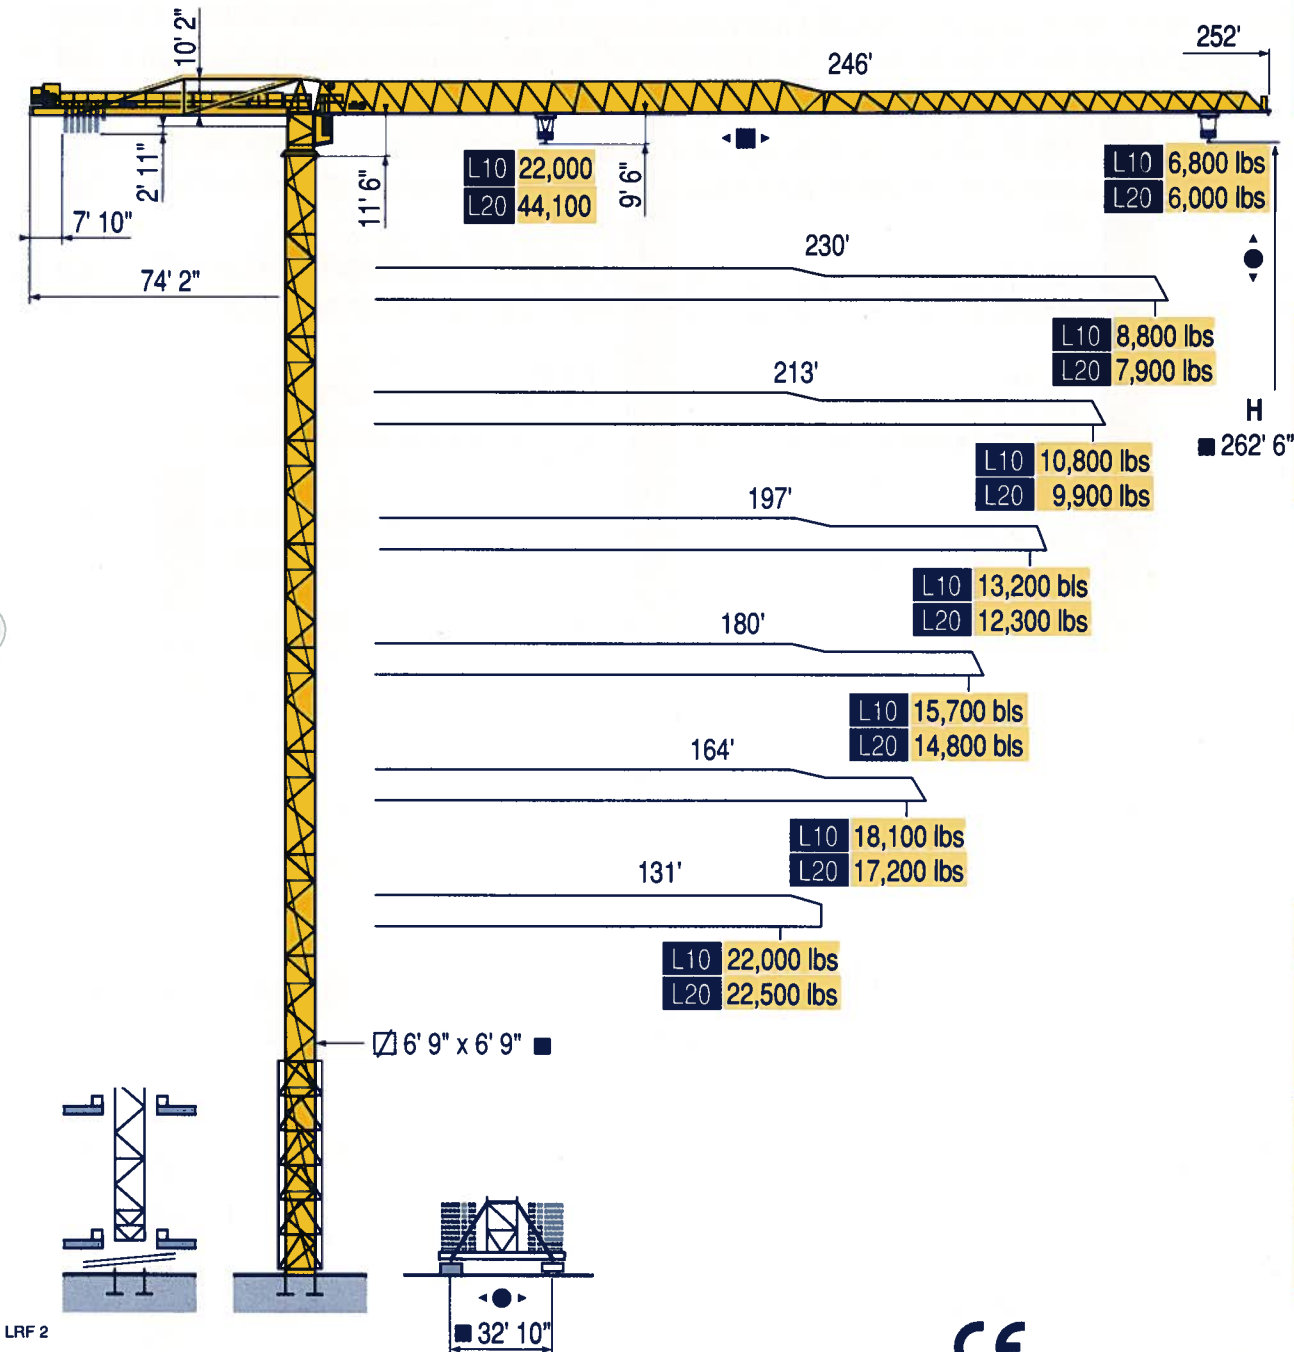 252'
246'
10' 2"
2' 11"
11' 6"
9' 6"
L10 22,000
L20 44,100
L10 6,800 lbs
L20 6,000 lbs
7' 10"
74' 2"
230'
L10 8,800 lbs
L20 7,900 lbs
213'
H
262' 6"
L10 10,800 lbs
L20 9,900 lbs
197'
L10 13,200 bls
L20 12,300 lbs
180'
L10 15,700 bls
L20 14,800 bls
164'
L10 18,100 lbs
L20 17,200 lbs
131'
L10 22,000 lbs
L20 22,500 lbs
6' 9" x 6' 9"
32' 10"
LRF 2
CE